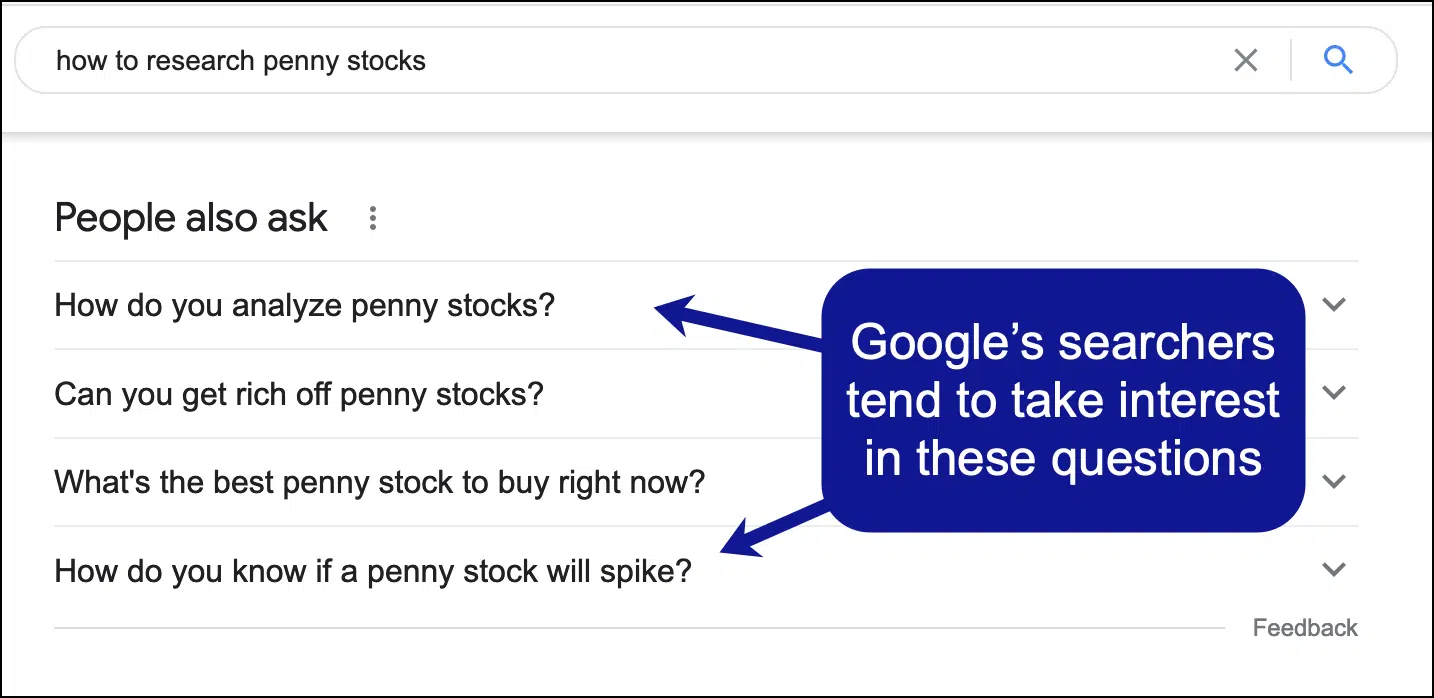 how to research penny stocks
People also ask
How do you analyze penny stocks?
Can you get rich off penny stocks?
What's the best penny stock to buy right now?
How do you know if a penny stock will spike?
Google’s searchers
tend to take interest
in these questions
Feedback